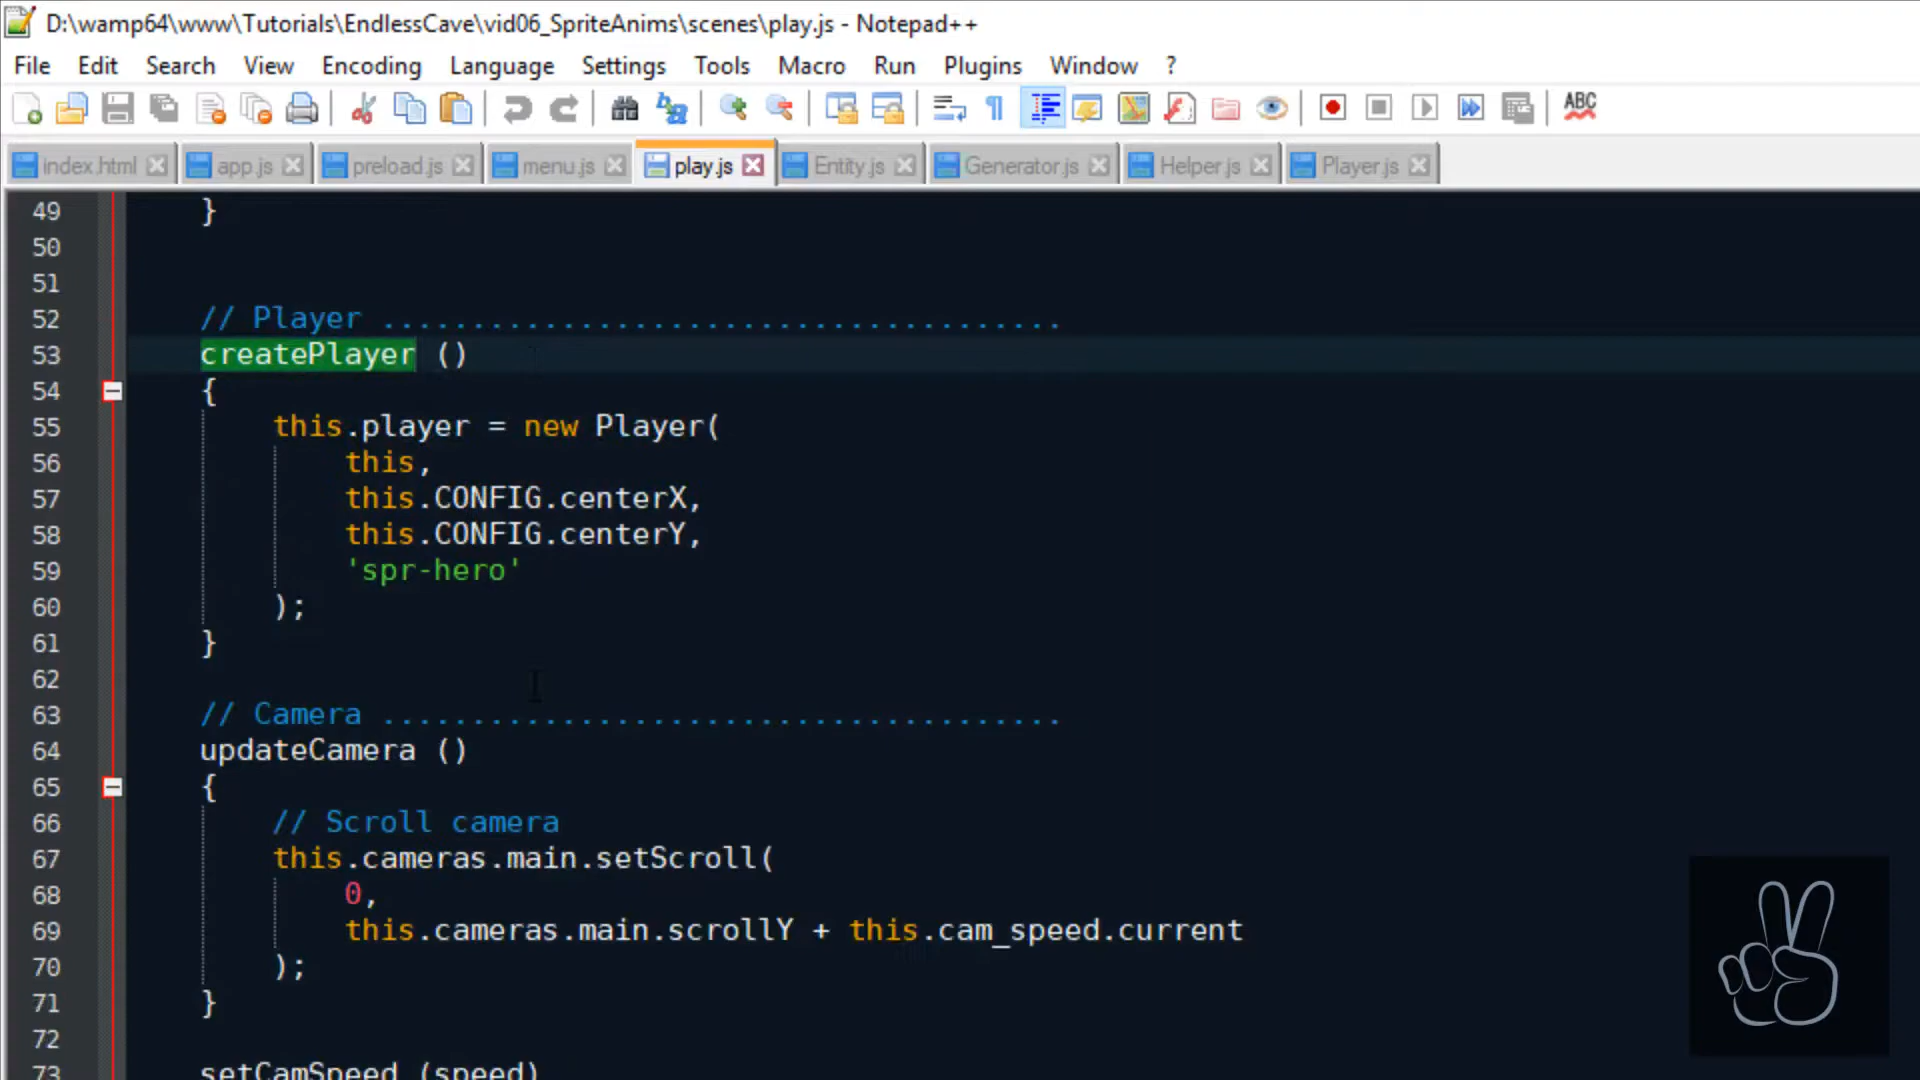 D:\wamp64\www\Tutorials\EndlessCave\vid06_SpriteAnims\scenes\play.js - Notepad++
File Edit Search View Encoding Language Settings Tools Macro Run Plugins Window ?
ABC
index.html app.js preload.js menu.js play.js Entity.js Generator.js Helper.js Player.js
49 }
50
51
52 // Player ......................................
53 createPlayer ()
54 {
55 this.player = new Player(
56 this,
57 this.CONFIG.centerX,
58 this.CONFIG.centerY,
59 'spr-hero'
60 );
61 }
62
63 // Camera ......................................
64 updateCamera ()
65 {
66 // Scroll camera
67 this.cameras.main.setScroll(
68 0,
69 this.cameras.main.scrollY + this.cam_speed.current
70 );
71 }
72
73 setCamSpeed (speed)